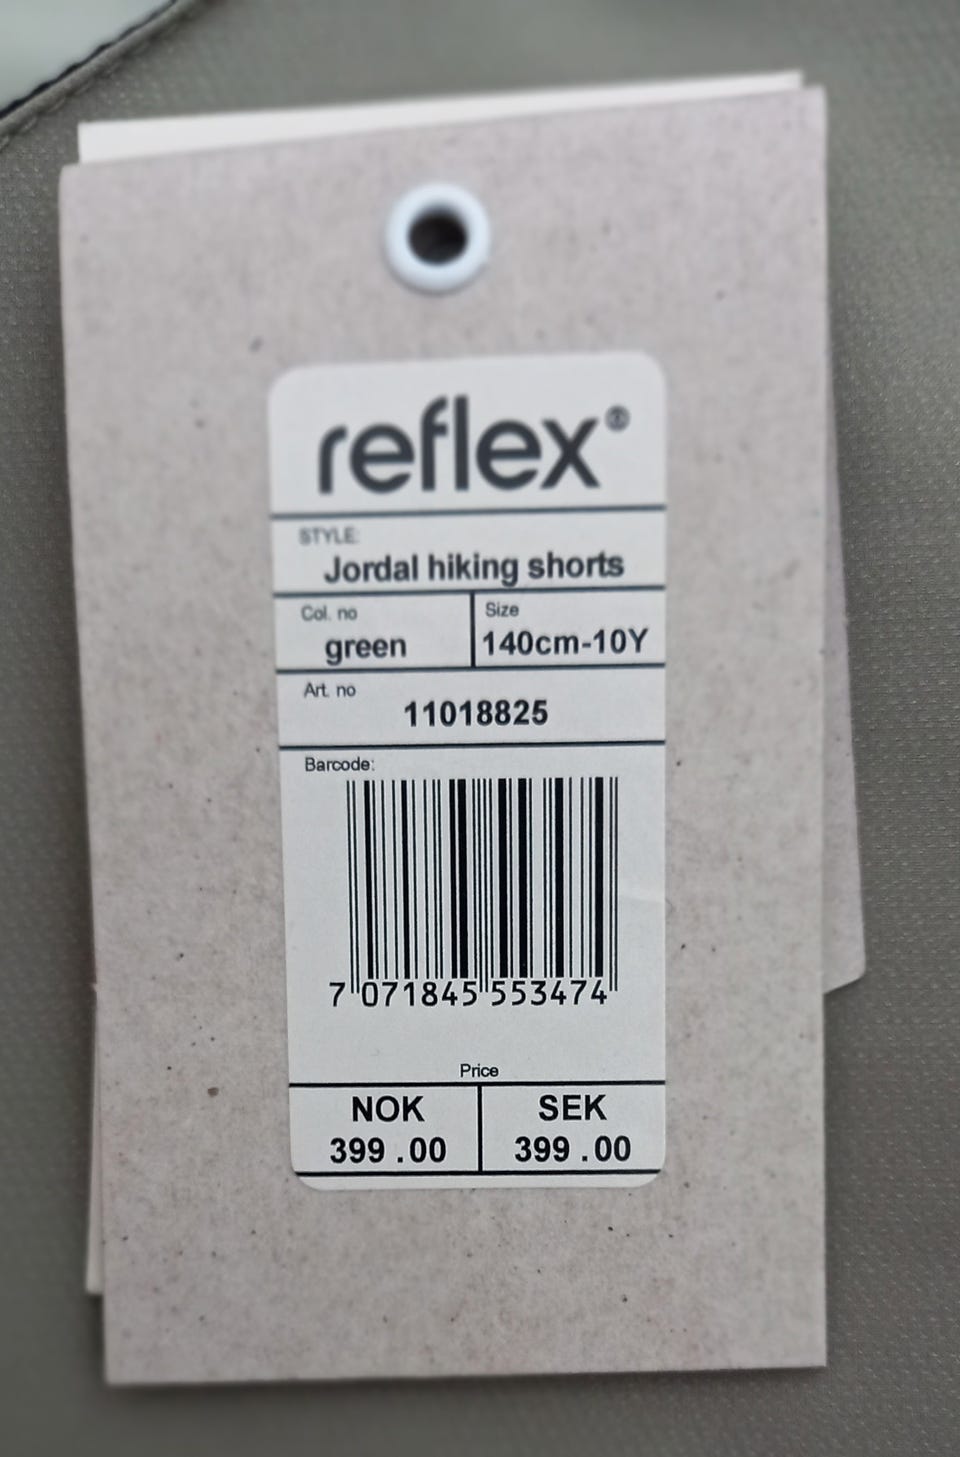 reflex®
STYLE:
Jordal hiking shorts
Col. no
green
Size
140cm-10Y
Art. no
11018825
Barcode:
7 071845 553474
Price
NOK
399 .00
SEK
399 .00